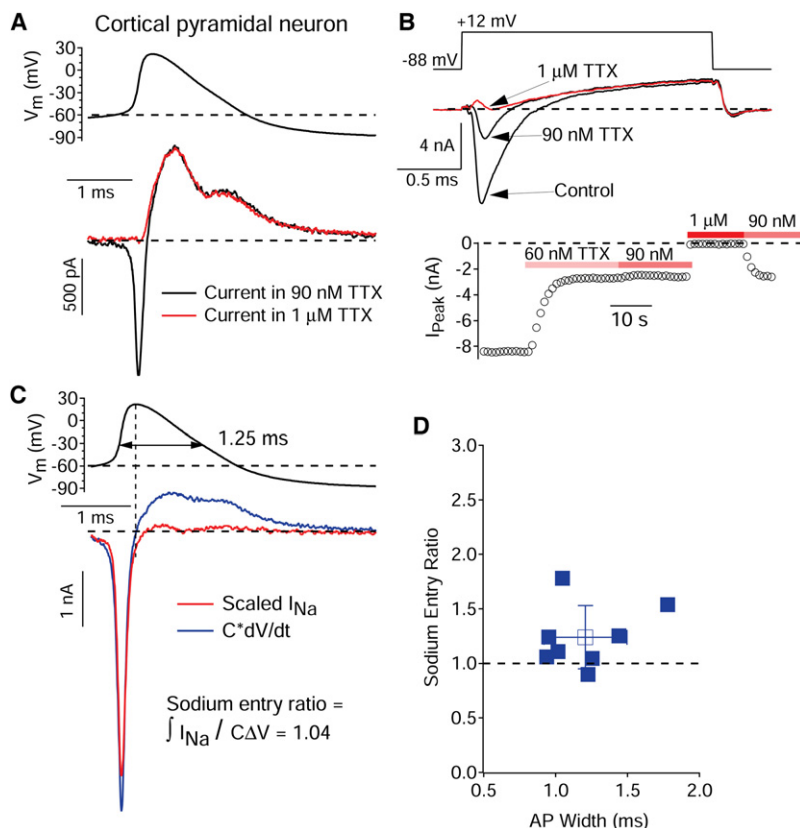 A
Cortical pyramidal neuron
Vm (mV)
30
0
-30
-60
-90
1 ms
500 pA
Current in 90 nM TTX
Current in 1 µM TTX
B
+12 mV
-88 mV
1 µM TTX
90 nM TTX
Control
4 nA
0.5 ms
1 µM
90 nM
60 nM TTX
90 nM
IPeak (nA)
0
-2
-4
-6
-8
10 s
C
Vm (mV)
30
0
-30
-60
-90
1.25 ms
1 ms
1 nA
Scaled INa
C*dV/dt
Sodium entry ratio =
∫ INa / CΔV = 1.04
D
Sodium Entry Ratio
3.0
2.5
2.0
1.5
1.0
0.5
0.0
0.5
1.0
1.5
2.0
AP Width (ms)